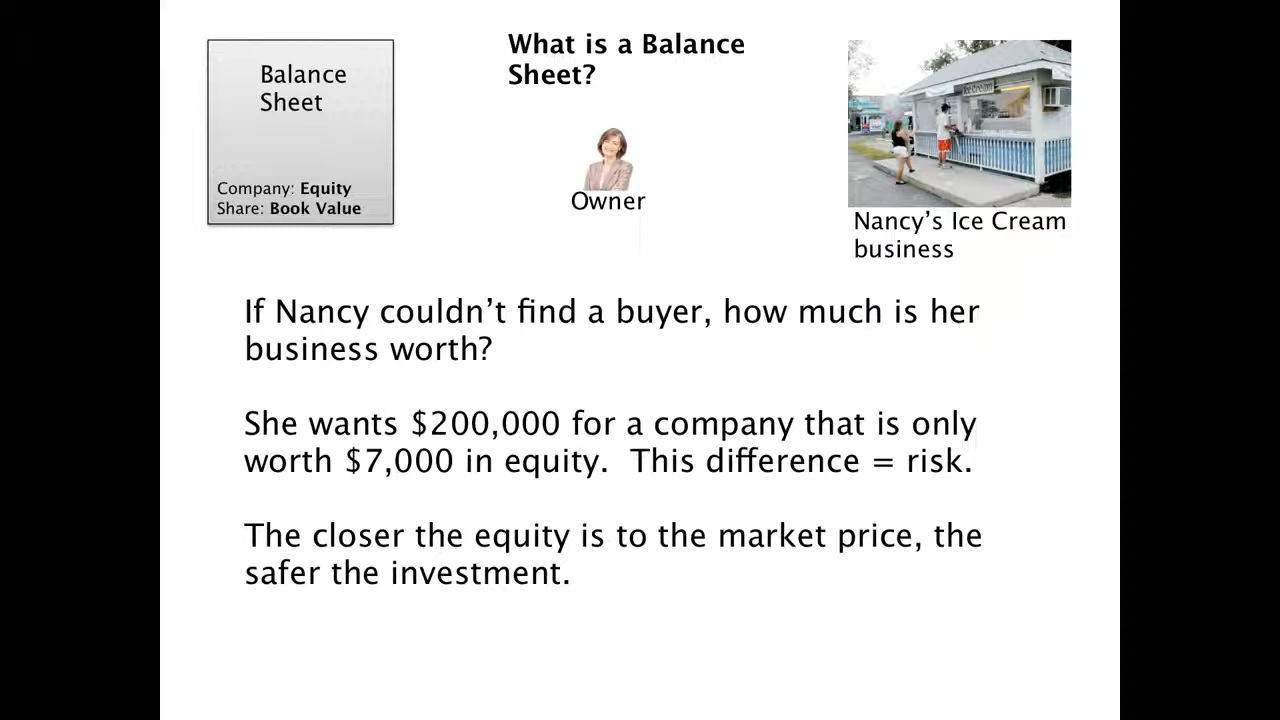 What is a Balance
Sheet?
Balance
Sheet
Company: Equity
Share: Book Value
Owner
Ice Cream
Nancy’s Ice Cream
business
If Nancy couldn’t find a buyer, how much is her
business worth?
She wants $200,000 for a company that is only
worth $7,000 in equity.  This difference = risk.
The closer the equity is to the market price, the
safer the investment.